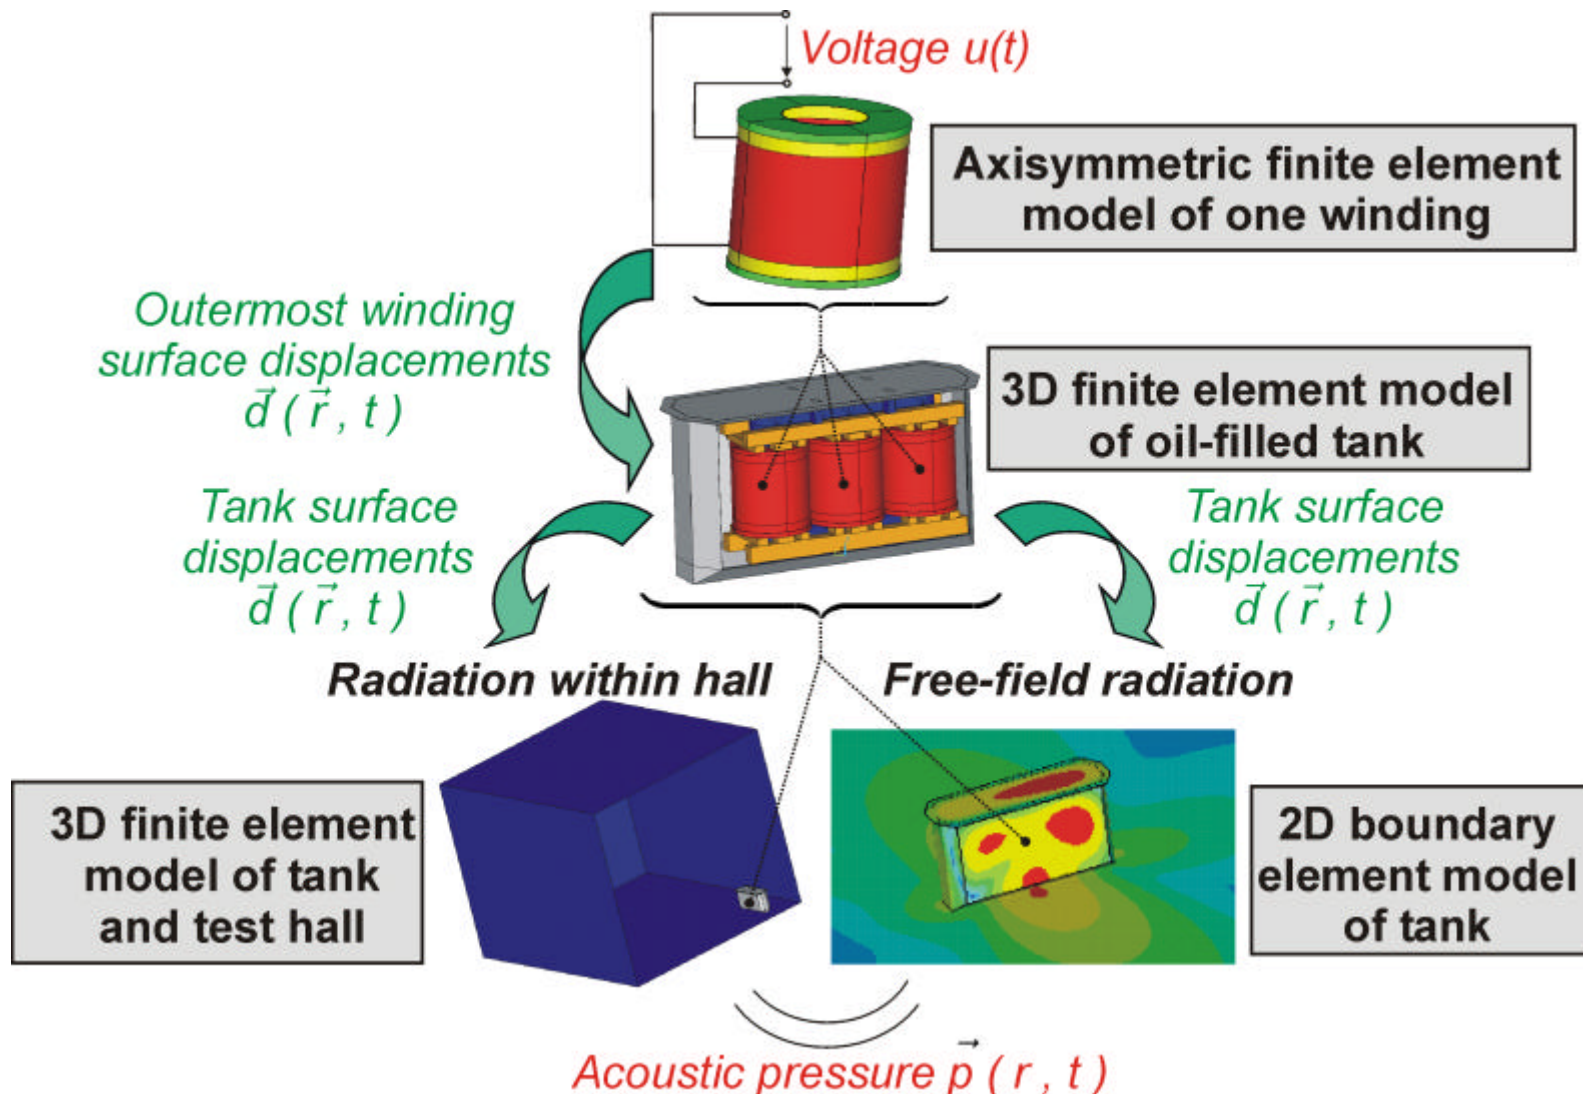 Voltage u(t)
Axisymmetric finite element
model of one winding
Outermost winding
surface displacements
d⃗ ( r⃗ , t )
3D finite element model
of oil-filled tank
Tank surface
displacements
d⃗ ( r⃗ , t )
Tank surface
displacements
d⃗ ( r⃗ , t )
Radiation within hall
Free-field radiation
3D finite element
model of tank
and test hall
2D boundary
element model
of tank
Acoustic pressure p⃗ ( r , t )